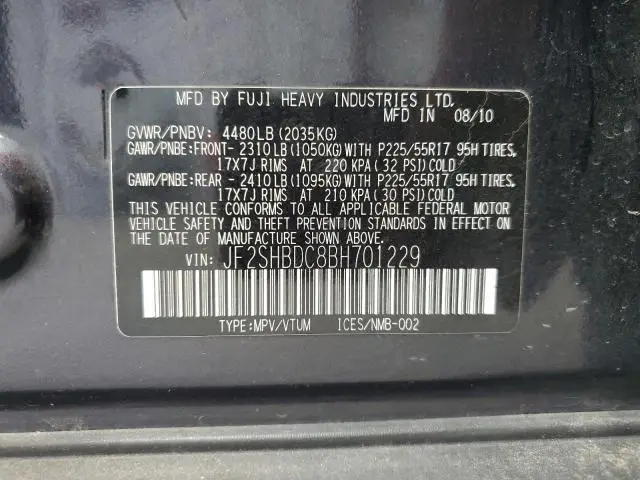 MFD BY FUJI HEAVY INDUSTRIES LTD.
MFD IN 08/10
GVWR/PNBV: 4480LB (2035KG)
GAWR/PNBE:FRONT- 2310LB(1050KG)WITH P225/55R17 95H TIRES,
17X7J RIMS AT 220 KPA( 32 PSI)COLD
GAWR/PNBE:REAR - 2410LB(1095KG)WITH P225/55R17 95H TIRES,
17X7J RIMS AT 210 KPA( 30 PSI)COLD
THIS VEHICLE CONFORMS TO ALL APPLICABLE FEDERAL MOTOR
VEHICLE SAFETY, BUMPER, AND THEFT
PREVENTION STANDARDS IN EFFECT ON
THE DATE OF MANUFACTURE SHOWN ABOVE.
VIN: JF2SHBDC8BH701229
TYPE:MPV/VTUM ICES/NMB-002